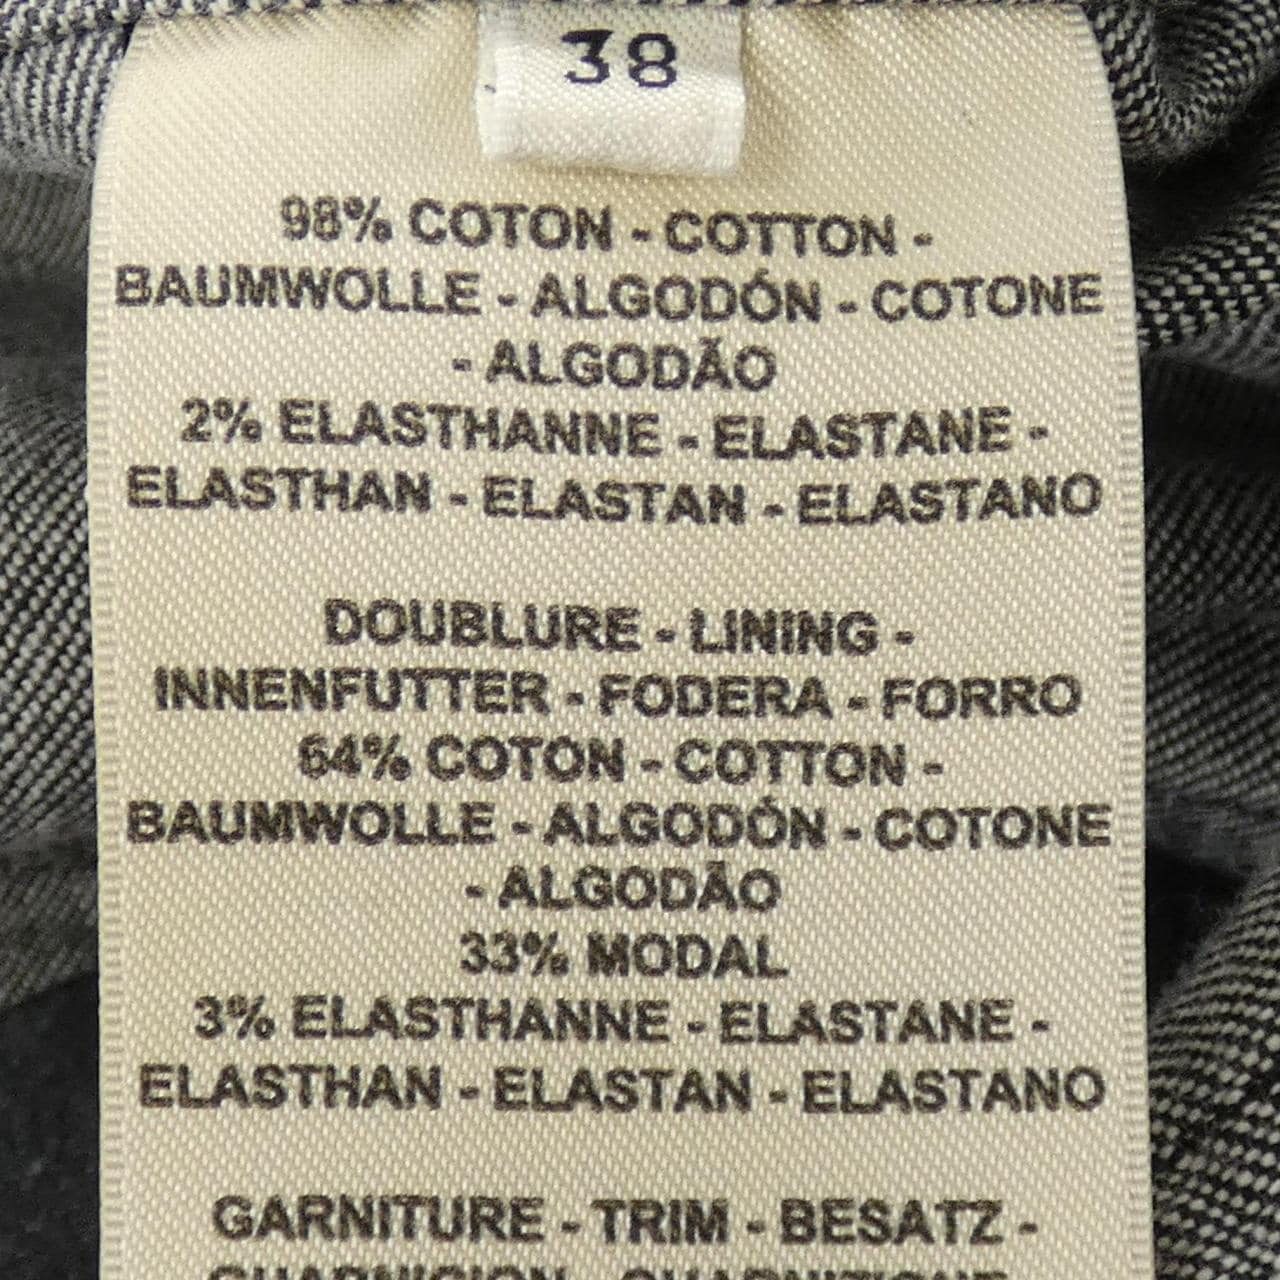 38
98% COTON - COTTON -
BAUMWOLLE - ALGODÓN - COTONE
- ALGODÃO
2% ELASTHANNE - ELASTANE -
ELASTHAN - ELASTAN - ELASTANO
DOUBLURE - LINING -
INNENFUTTER - FODERA - FORRO
64% COTON - COTTON -
BAUMWOLLE - ALGODÓN - COTONE
- ALGODÃO
33% MODAL
3% ELASTHANNE - ELASTANE -
ELASTHAN - ELASTAN - ELASTANO
GARNITURE - TRIM - BESATZ -